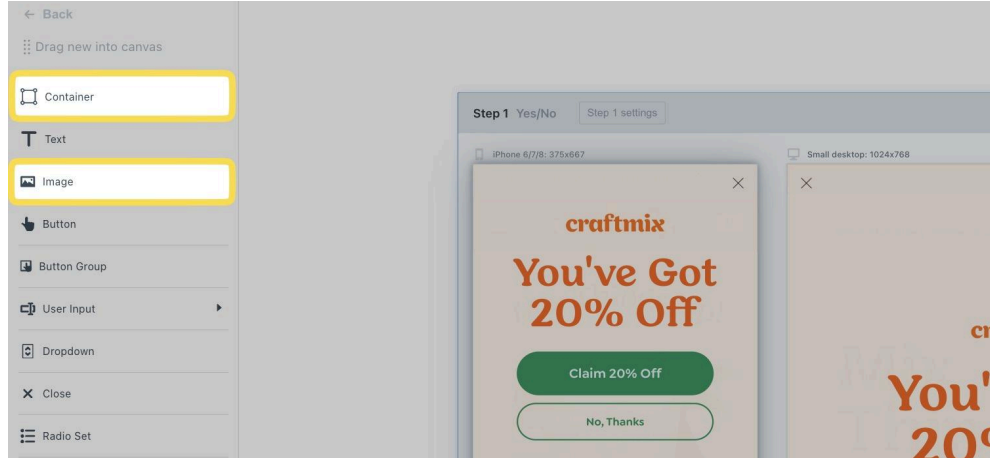 Back
Drag new into canvas
Container
Text
Image
Button
Button Group
User Input
Dropdown
Close
Radio Set
Step 1 Yes/No Step 1 settings
iPhone 6/7/8: 375x667
craftmix
You've Got
20% Off
Claim 20% Off
No, Thanks
Small desktop: 1024x768
cr
You'
20%